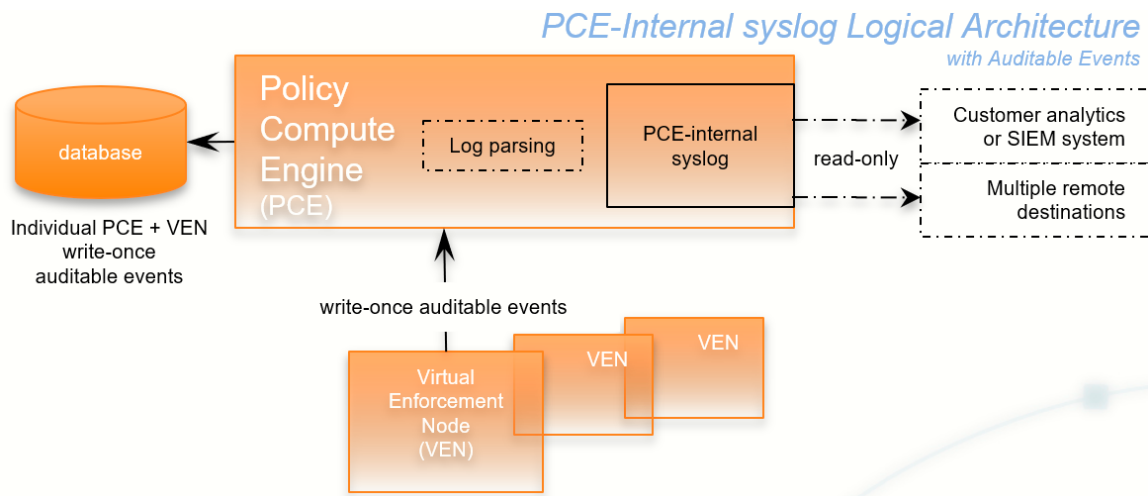 PCE-Internal syslog Logical Architecture
with Auditable Events
database
Individual PCE + VEN
write-once
auditable events
Policy
Compute
Engine
(PCE)
Log parsing
PCE-internal
syslog
read-only
Customer analytics
or SIEM system
Multiple remote
destinations
write-once auditable events
Virtual
Enforcement
Node
(VEN)
VEN
VEN